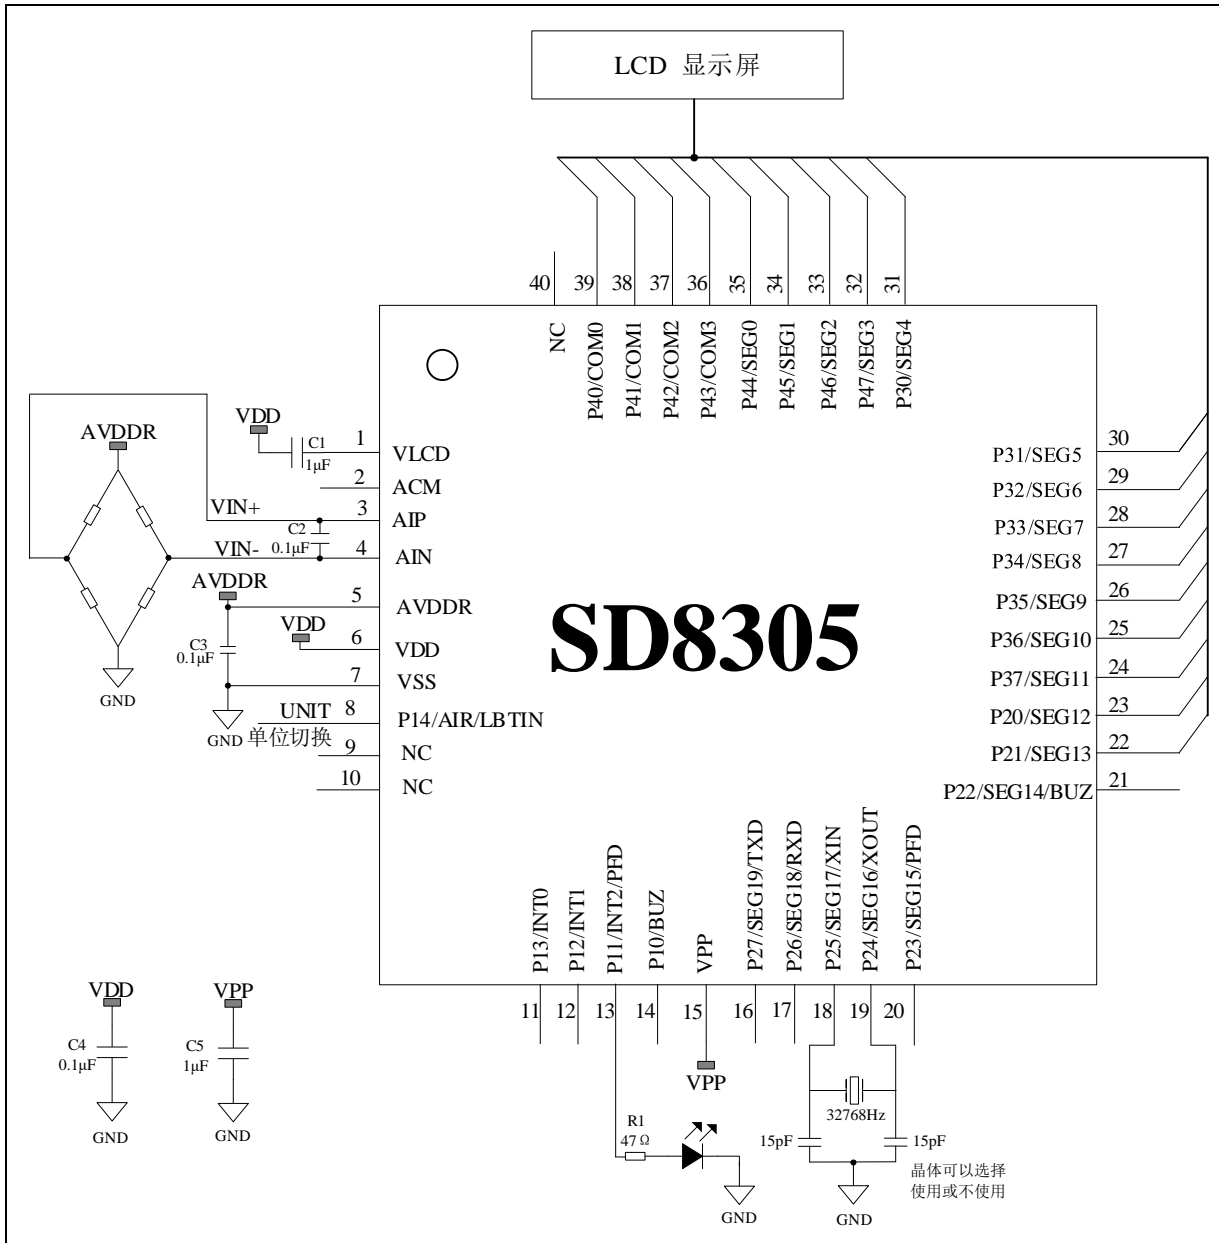 LCD 显示屏
40
39
38
37
36
35
34
33
32
31
NC
P40/COM0
P41/COM1
P42/COM2
P43/COM3
P44/SEG0
P45/SEG1
P46/SEG2
P47/SEG3
P30/SEG4
AVDDR
GND
VIN+
VIN-
VDD
C1
1μF
C2
0.1μF
AVDDR
VDD
C3
0.1μF
GND
UNIT
单位切换
1 VLCD
2 ACM
3 AIP
4 AIN
5 AVDDR
6 VDD
7 VSS
8 P14/AIR/LBTIN
9 NC
10 NC
SD8305
P31/SEG5 30
P32/SEG6 29
P33/SEG7 28
P34/SEG8 27
P35/SEG9 26
P36/SEG10 25
P37/SEG11 24
P20/SEG12 23
P21/SEG13 22
P22/SEG14/BUZ 21
P13/INT0
P12/INT1
P11/INT2/PFD
P10/BUZ
VPP
P27/SEG19/TXD
P26/SEG18/RXD
P25/SEG17/XIN
P24/SEG16/XOUT
P23/SEG15/PFD
11
12
13
14
15
16
17
18
19
20
VDD
C4
0.1μF
GND
VPP
C5
1μF
GND
VPP
R1
47Ω
GND
32768Hz
15pF
15pF
GND
晶体可以选择
使用或不使用